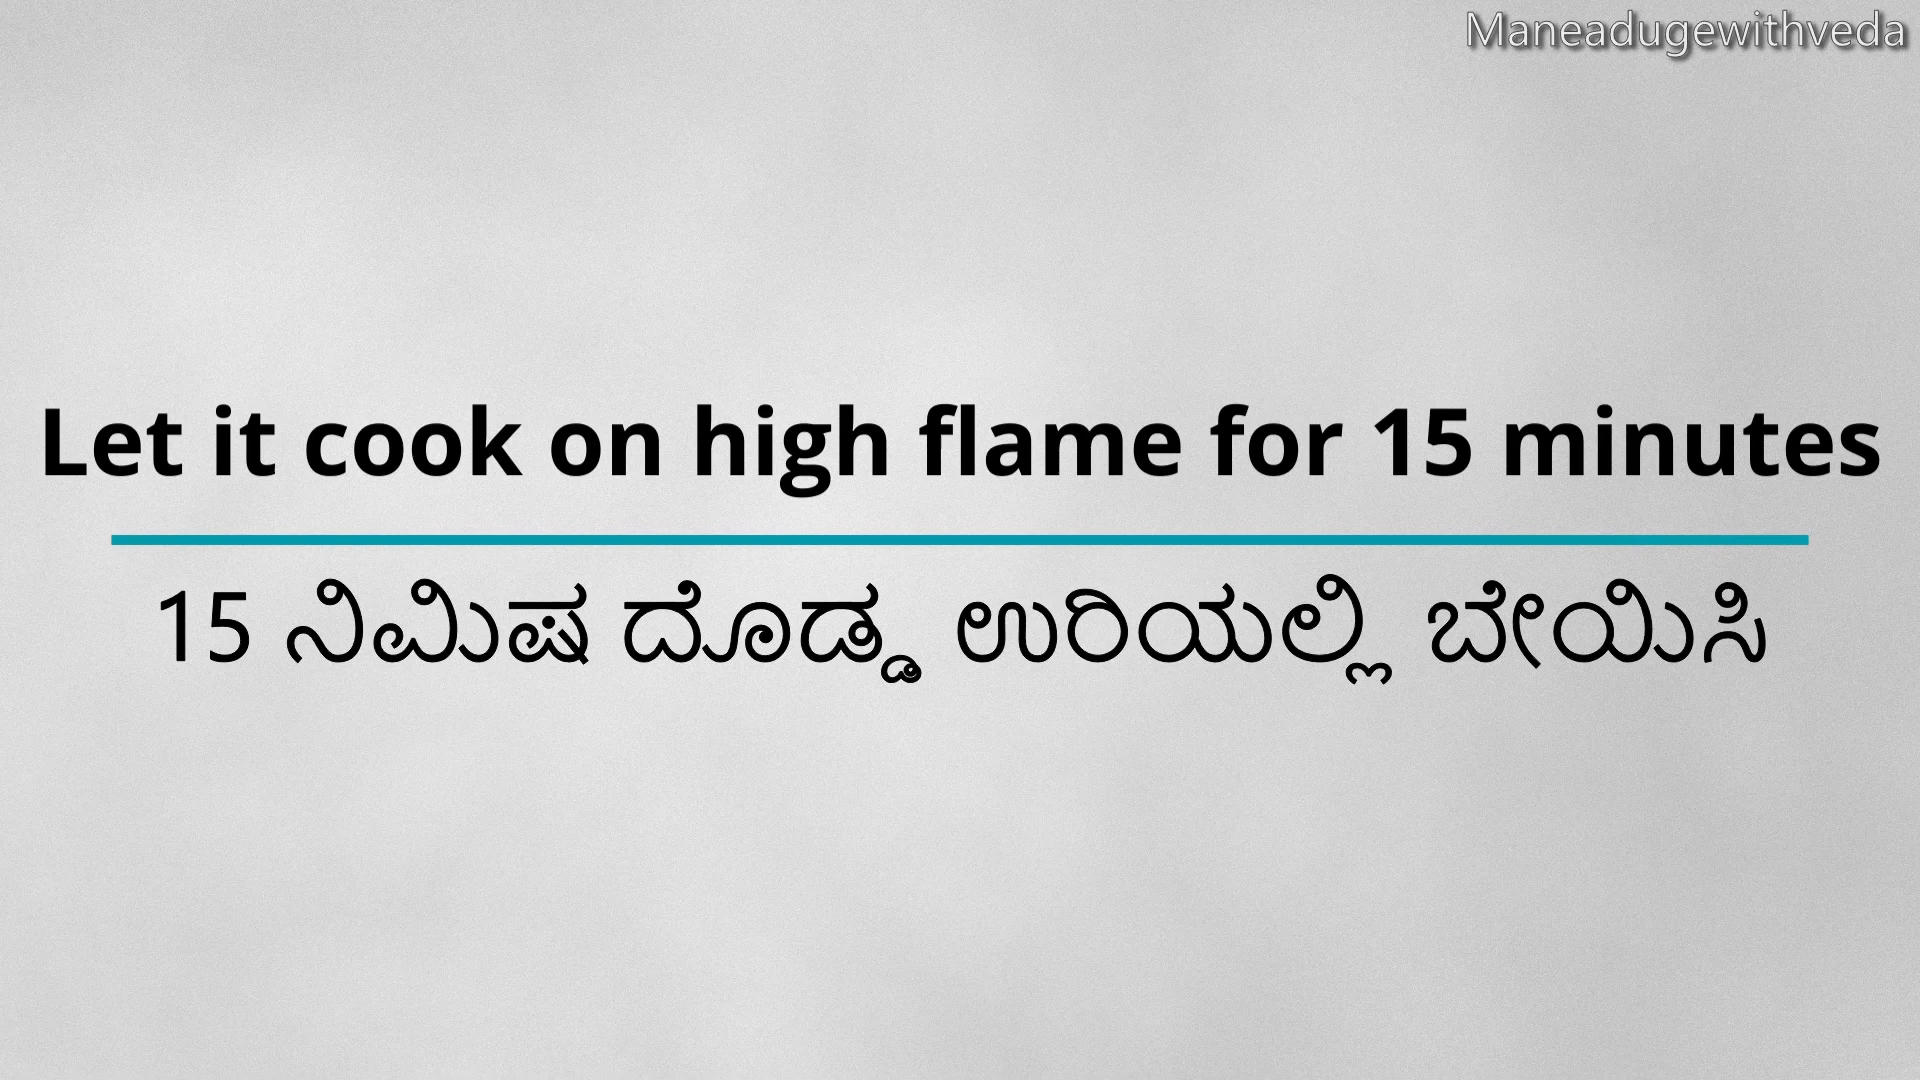 Maneadugewithveda
Let it cook on high flame for 15 minutes
15 ನಿಮಿಷ ದೊಡ್ಡ ಉರಿಯಲ್ಲಿ ಬೇಯಿಸಿ